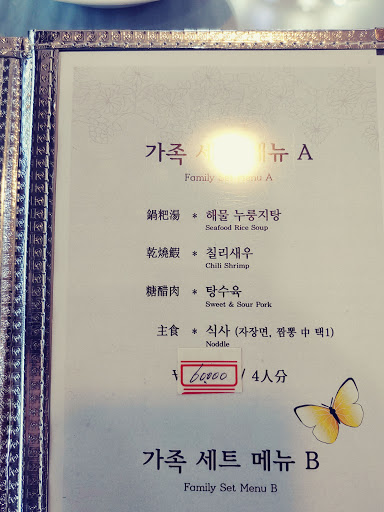 가족 세 메뉴 A
Family Menu A
鍋粑湯 * 해물 누룽지탕
Seafood Rice Soup
乾燒蝦 * 칠리새우
Chili Shrimp
糖醋肉 * 탕수육
Sweet & Sour Pork
主食 * 식사 (자장면, 짬뽕 中 택1)
Noddle
₩ 60,000 / 4人分
가족 세트 메뉴 B
Family Set Menu B